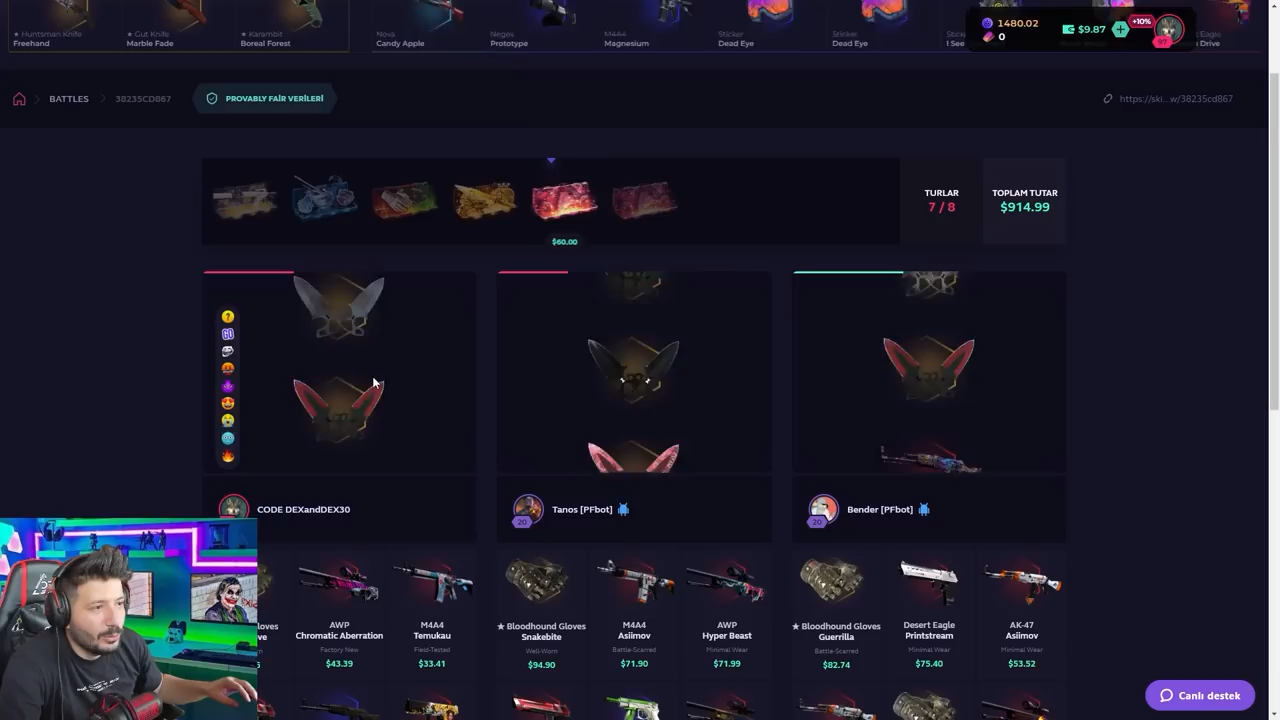 ★ Huntsman Knife
Freehand
★ Gut Knife
Marble Fade
★ Karambit
Boreal Forest
Nova
Candy Apple
Negev
Prototype
M4A4
Magnesium
Sticker
Dead Eye
Sticker
Dead Eye
I See
Drive
1480.02
0
$9.87
+10%
BATTLES
38235CD867
PROVABLY FAİR VERİLERİ
https://ski...w/38235cd867
TURLAR
7 / 8
TOPLAM TUTAR
$914.99
$60.00
GO
CODE DEXandDEX30
Tanos [PFbot]
20
Bender [PFbot]
20
AWP
Chromatic Aberration
Factory New
$43.39
M4A4
Temukau
Field-Tested
$33.41
★ Bloodhound Gloves
Snakebite
Well-Worn
$94.90
M4A4
Asiimov
Battle-Scarred
$71.90
AWP
Hyper Beast
Minimal Wear
$71.99
★ Bloodhound Gloves
Guerrilla
Battle-Scarred
$82.74
Desert Eagle
Printstream
Minimal Wear
$75.40
AK-47
Asiimov
Minimal Wear
$53.52
Canlı destek